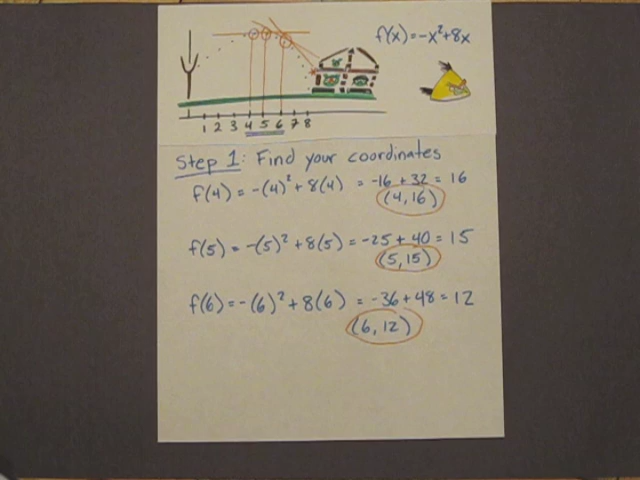 f(x) = -x² + 8x
1 2 3 4 5 6 7 8
Step 1: Find your coordinates
f(4) = -(4)² + 8(4) = -16 + 32 = 16
(4,16)
f(5) = -(5)² + 8(5) = -25 + 40 = 15
(5,15)
f(6) = -(6)² + 8(6) = -36 + 48 = 12
(6,12)